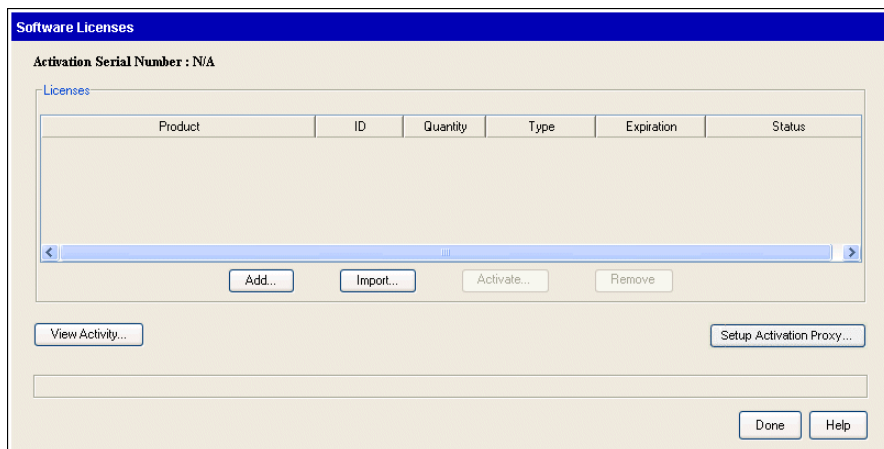 Software Licenses
Activation Serial Number : N/A
Licenses
Product ID Quantity Type Expiration Status
Add... Import... Activate... Remove
View Activity... Setup Activation Proxy...
Done Help